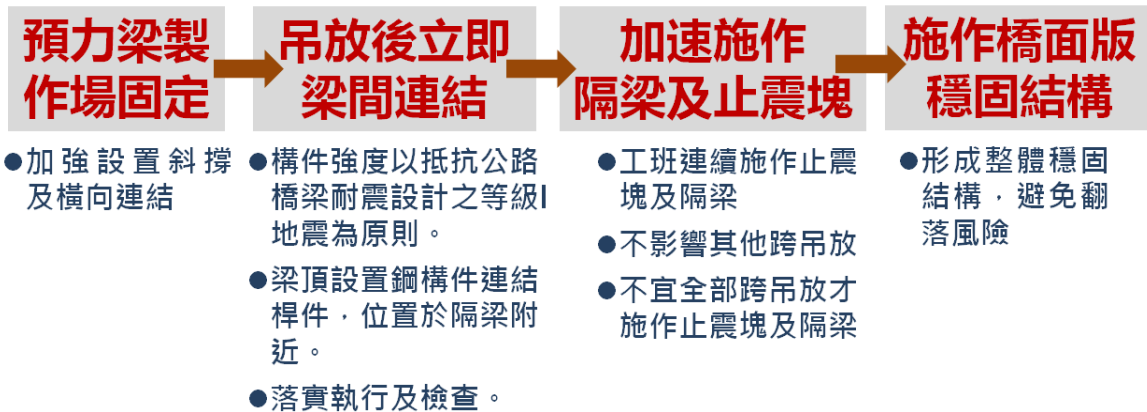 預力梁製
作場固定
●加強設置斜撐
及橫向連結
吊放後立即
梁間連結
●構件強度以抵抗公路
橋梁耐震設計之等級I
地震為原則。
●梁頂設置鋼構件連結
桿件，位置於隔梁附
近。
●落實執行及檢查。
加速施作
隔梁及止震塊
●工班連續施作止震
塊及隔梁
●不影響其他跨吊放
●不宜全部跨吊放才
施作止震塊及隔梁
施作橋面版
穩固結構
●形成整體穩固
結構，避免翻
落風險